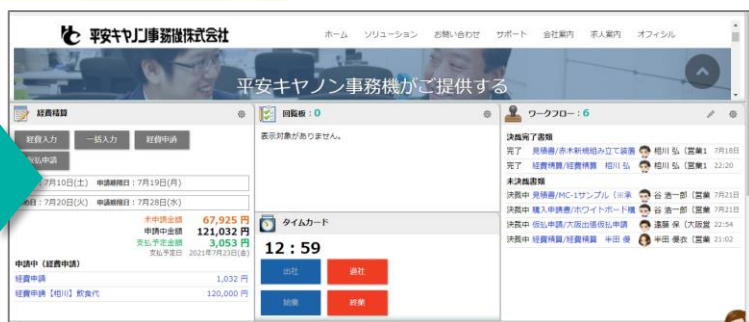 平安キヤノン事務機株式会社
ホーム ソリューション お問い合わせ サポート 会社案内 求人案内 オフィシル
平安キヤノン事務機がご提供する
経費精算
経費入力 一括入力 経費申請
仮払申請
：7月10日(土) 申請期限日：7月19日(月)
：7月20日(火) 申請期限日：7月28日(水)
未申請金額 67,925 円
申請中金額 121,032 円
支払予定金額 3,053 円
支払予定日 2021年7月23日(金)
申請中（経費申請）
経費申請 1,032 円
経費申請【相川】飲食代 120,000 円
回覧板：0
表示対象がありません。
タイムカード
12：59
出社 退社
始業 終業
ワークフロー：6
決裁完了書類
完了 見積書/赤木新規組み立て装置 相川 弘（営業1 7月18日
完了 経費精算/経費精算 相川 弘 相川 弘（営業1 22:20
未決裁書類
決裁中 見積書/MC-1サンプル（※承 谷 浩一郎（営業 7月21日
決裁中 購入申請書/ホワイトボード購 谷 浩一郎（営業 7月21日
決裁中 仮払申請/大阪出張仮払申請 遠藤 保（大阪営 22:54
決裁中 経費精算/経費精算 半田 優 半田 優衣（営業 21:02